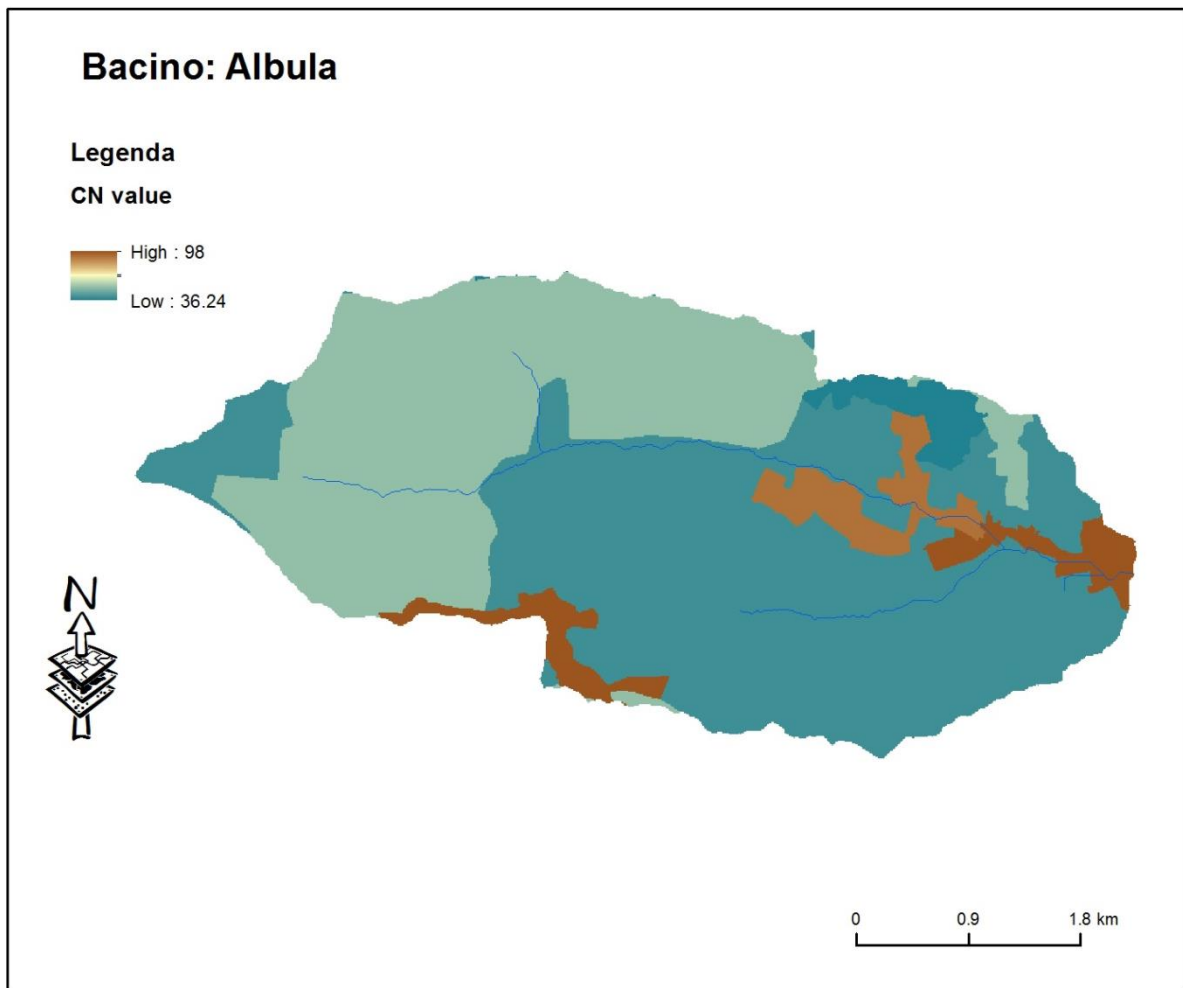 Bacino: Albula
Legenda
CN value
High : 98
Low : 36.24
N
0 0.9 1.8 km